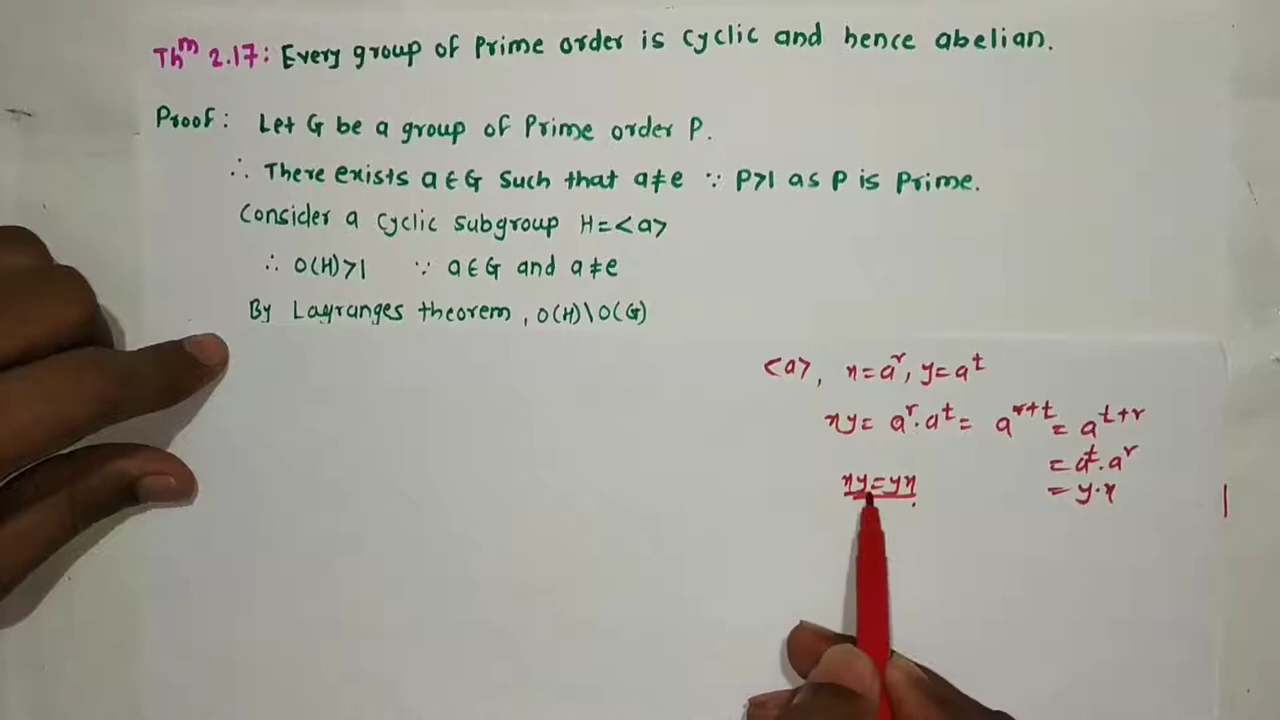 Thm 2.17: Every group of Prime order is cyclic and hence abelian.
Proof: Let G be a group of Prime order P.
∴ There exists a ∈ G Such that a ≠ e ∵ P>1 as P is Prime.
Consider a cyclic subgroup H = <a>
∴ O(H)>1 ∵ a ∈ G and a ≠ e
By Lagranges theorem, O(H)\O(G)
<a>, x = a^r, y = a^t
xy = a^r . a^t = a^r+t = a^t+r
= a^t . a^r
xy = yx = y.x